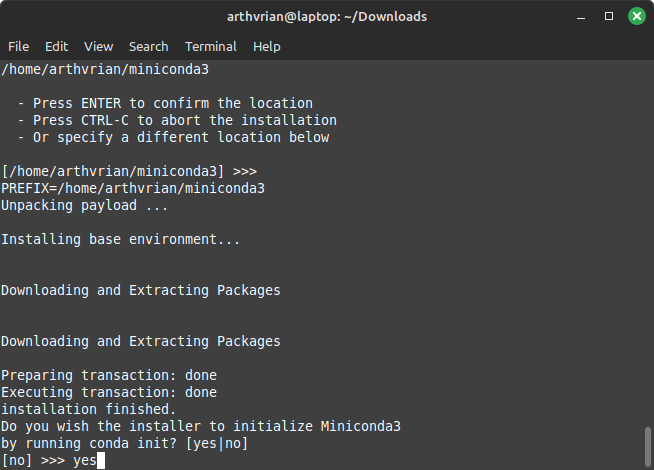 arthvrian@laptop: ~/Downloads
File Edit View Search Terminal Help
/home/arthvrian/miniconda3
- Press ENTER to confirm the location
- Press CTRL-C to abort the installation
- Or specify a different location below
[/home/arthvrian/miniconda3] >>>
PREFIX=/home/arthvrian/miniconda3
Unpacking payload ...
Installing base environment...
Downloading and Extracting Packages
Downloading and Extracting Packages
Preparing transaction: done
Executing transaction: done
installation finished.
Do you wish the installer to initialize Miniconda3
by running conda init? [yes|no]
[no] >>> yes